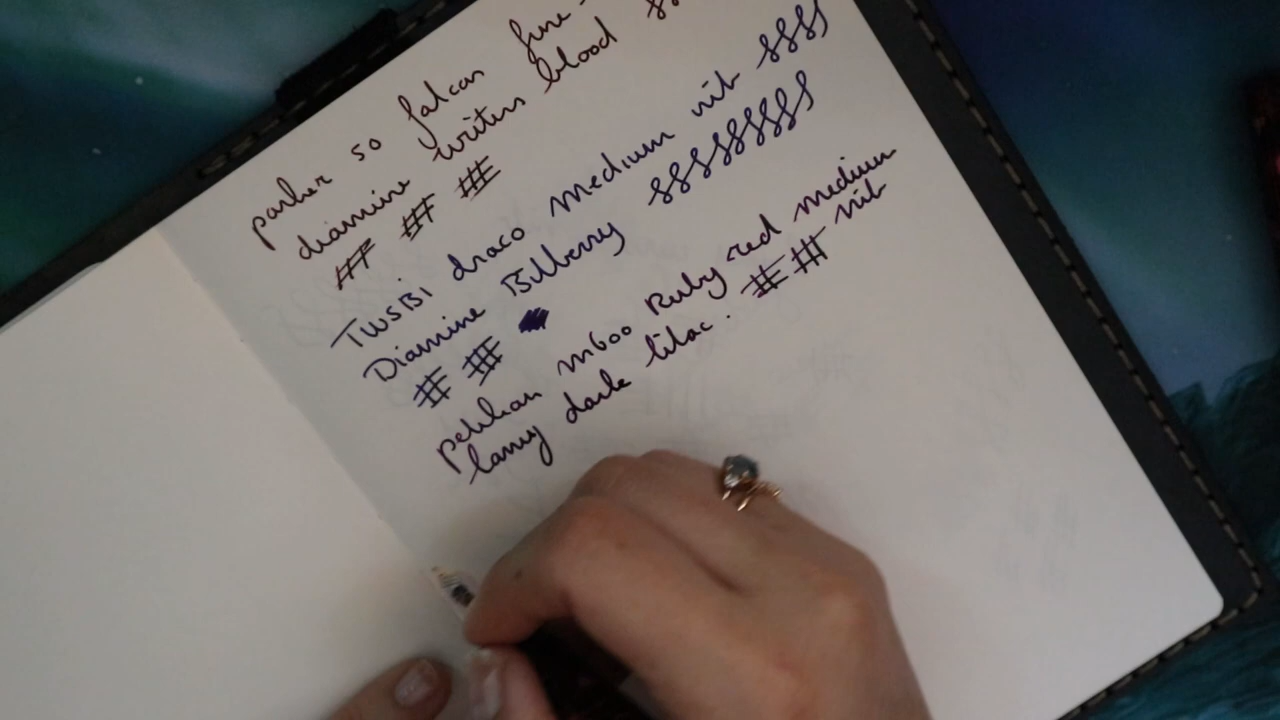 parker 50 falcon fine
diamine writers blood
## ## ##
TWSBI draco medium nib
Diamine Bilberry
## ##
pelikan m600 Ruby red medium
nib
lamy dark lilac. ## ##